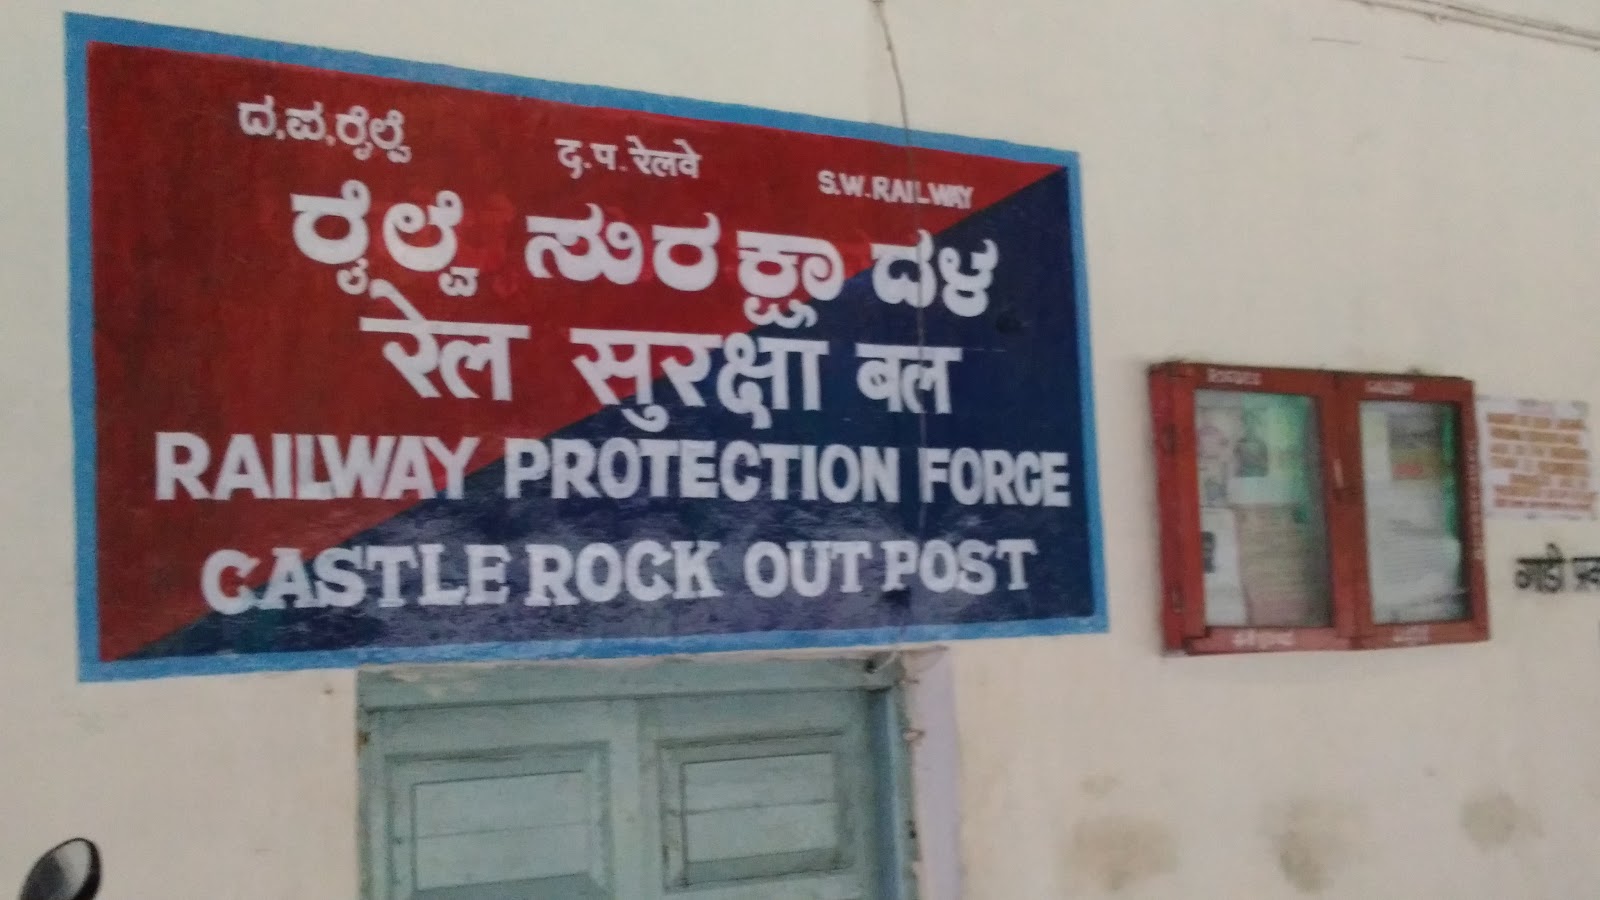 ದ.ಪ.ರೈಲ್ವೆ द.प.रेलवे S.W.RAILWAY
ರೈಲ್ವೆ ಸುರಕ್ಷಾ ದಳ
रेल सुरक्षा बल
RAILWAY PROTECTION FORCE
CASTLE ROCK OUT POST
गाडी